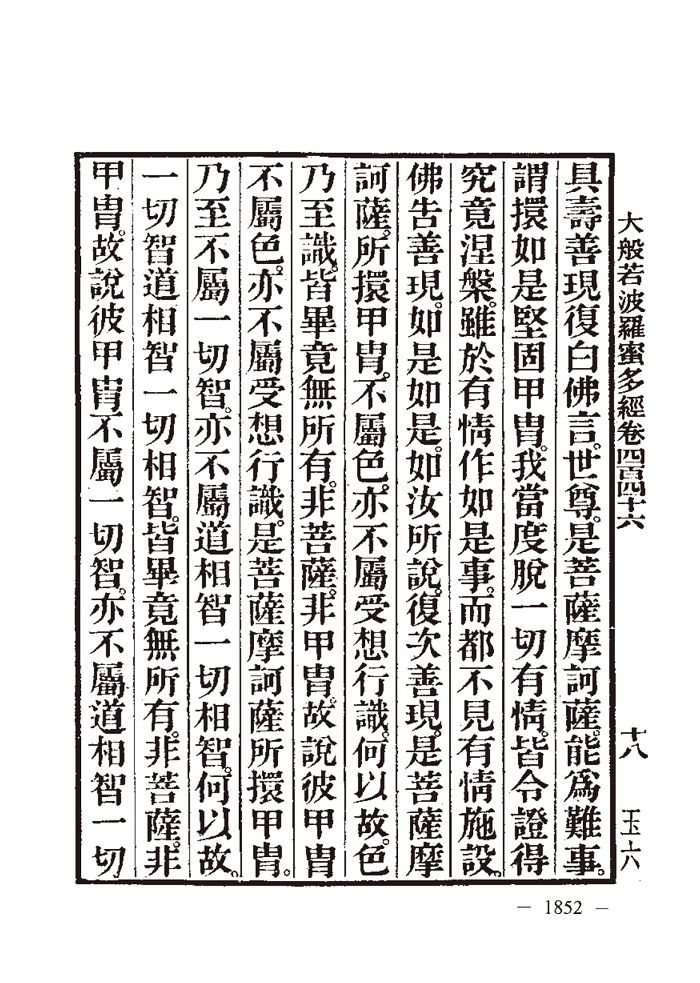 大般若波羅蜜多經卷四百四十六
十八
玉六
具壽善現復白佛言。世尊。是菩薩摩訶薩。能為難事。
謂擐如是堅固甲冑。我當度脫一切有情。皆令證得
究竟涅槃。雖於有情作如是事。而都不見有情施設。
佛告善現。如是如是。如汝所說。復次善現。是菩薩摩
訶薩。所擐甲冑。不屬色。亦不屬受想行識。何以故。色
乃至識。皆畢竟無所有。非菩薩。非甲冑。故說彼甲冑
不屬色。亦不屬受想行識。是菩薩摩訶薩所擐甲冑。
乃至不屬一切智。亦不屬道相智一切相智。何以故。
一切智道相智一切相智。皆畢竟無所有。非菩薩。非
甲冑。故說彼甲冑。不屬一切智。亦不屬道相智一切
— 1852 —